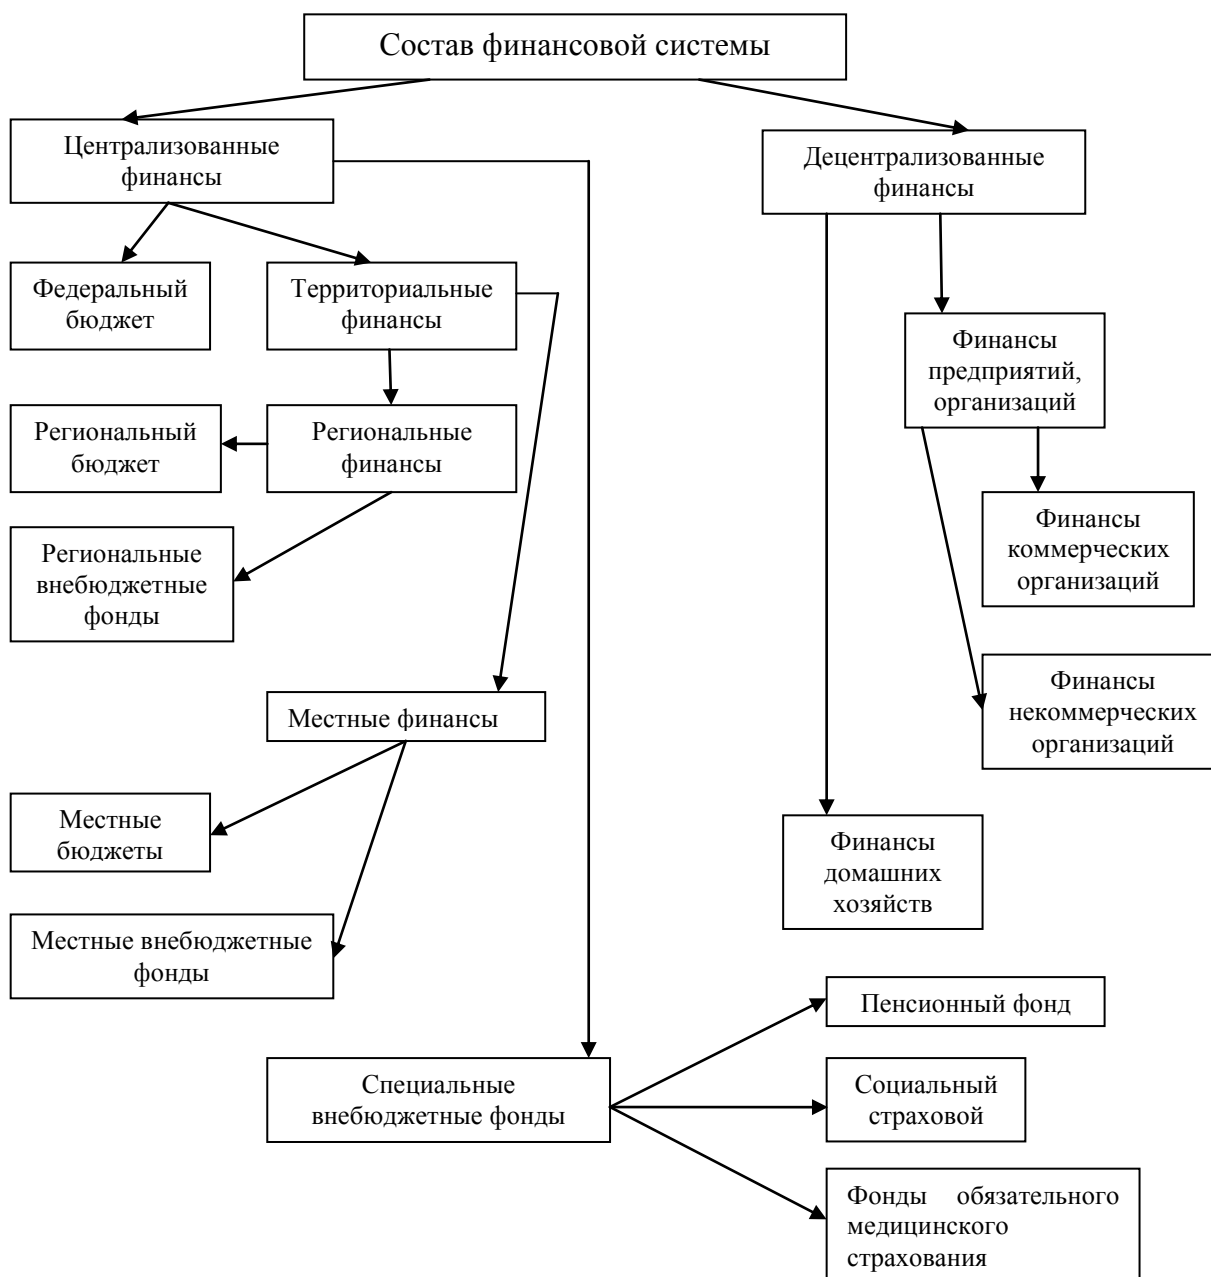 Состав финансовой системы
Централизованные
финансы
Децентрализованные
финансы
Федеральный
бюджет
Территориальные
финансы
Финансы
предприятий,
организаций
Региональный
бюджет
Региональные
финансы
Финансы
коммерческих
организаций
Региональные
внебюджетные
фонды
Финансы
некоммерческих
организаций
Местные финансы
Местные
бюджеты
Финансы
домашних
хозяйств
Местные внебюджетные
фонды
Пенсионный фонд
Специальные
внебюджетные фонды
Социальный
страховой
Фонды обязательного
медицинского
страхования